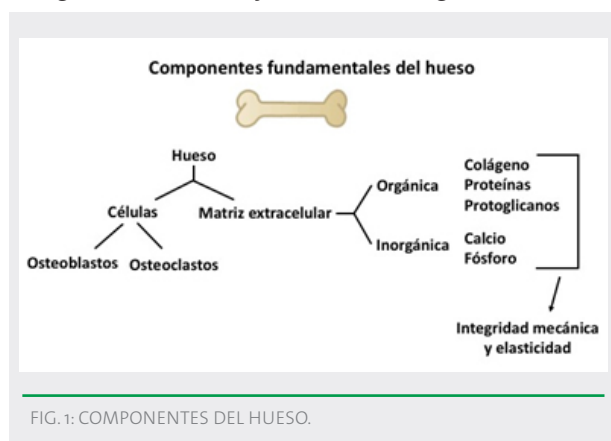 Componentes fundamentales del hueso
Hueso
Células
Matriz extracelular
Osteoblastos
Osteoclastos
Orgánica
Inorgánica
Colágeno
Proteínas
Protoglicanos
Calcio
Fósforo
Integridad mecánica
y elasticidad
FIG. 1: COMPONENTES DEL HUESO.